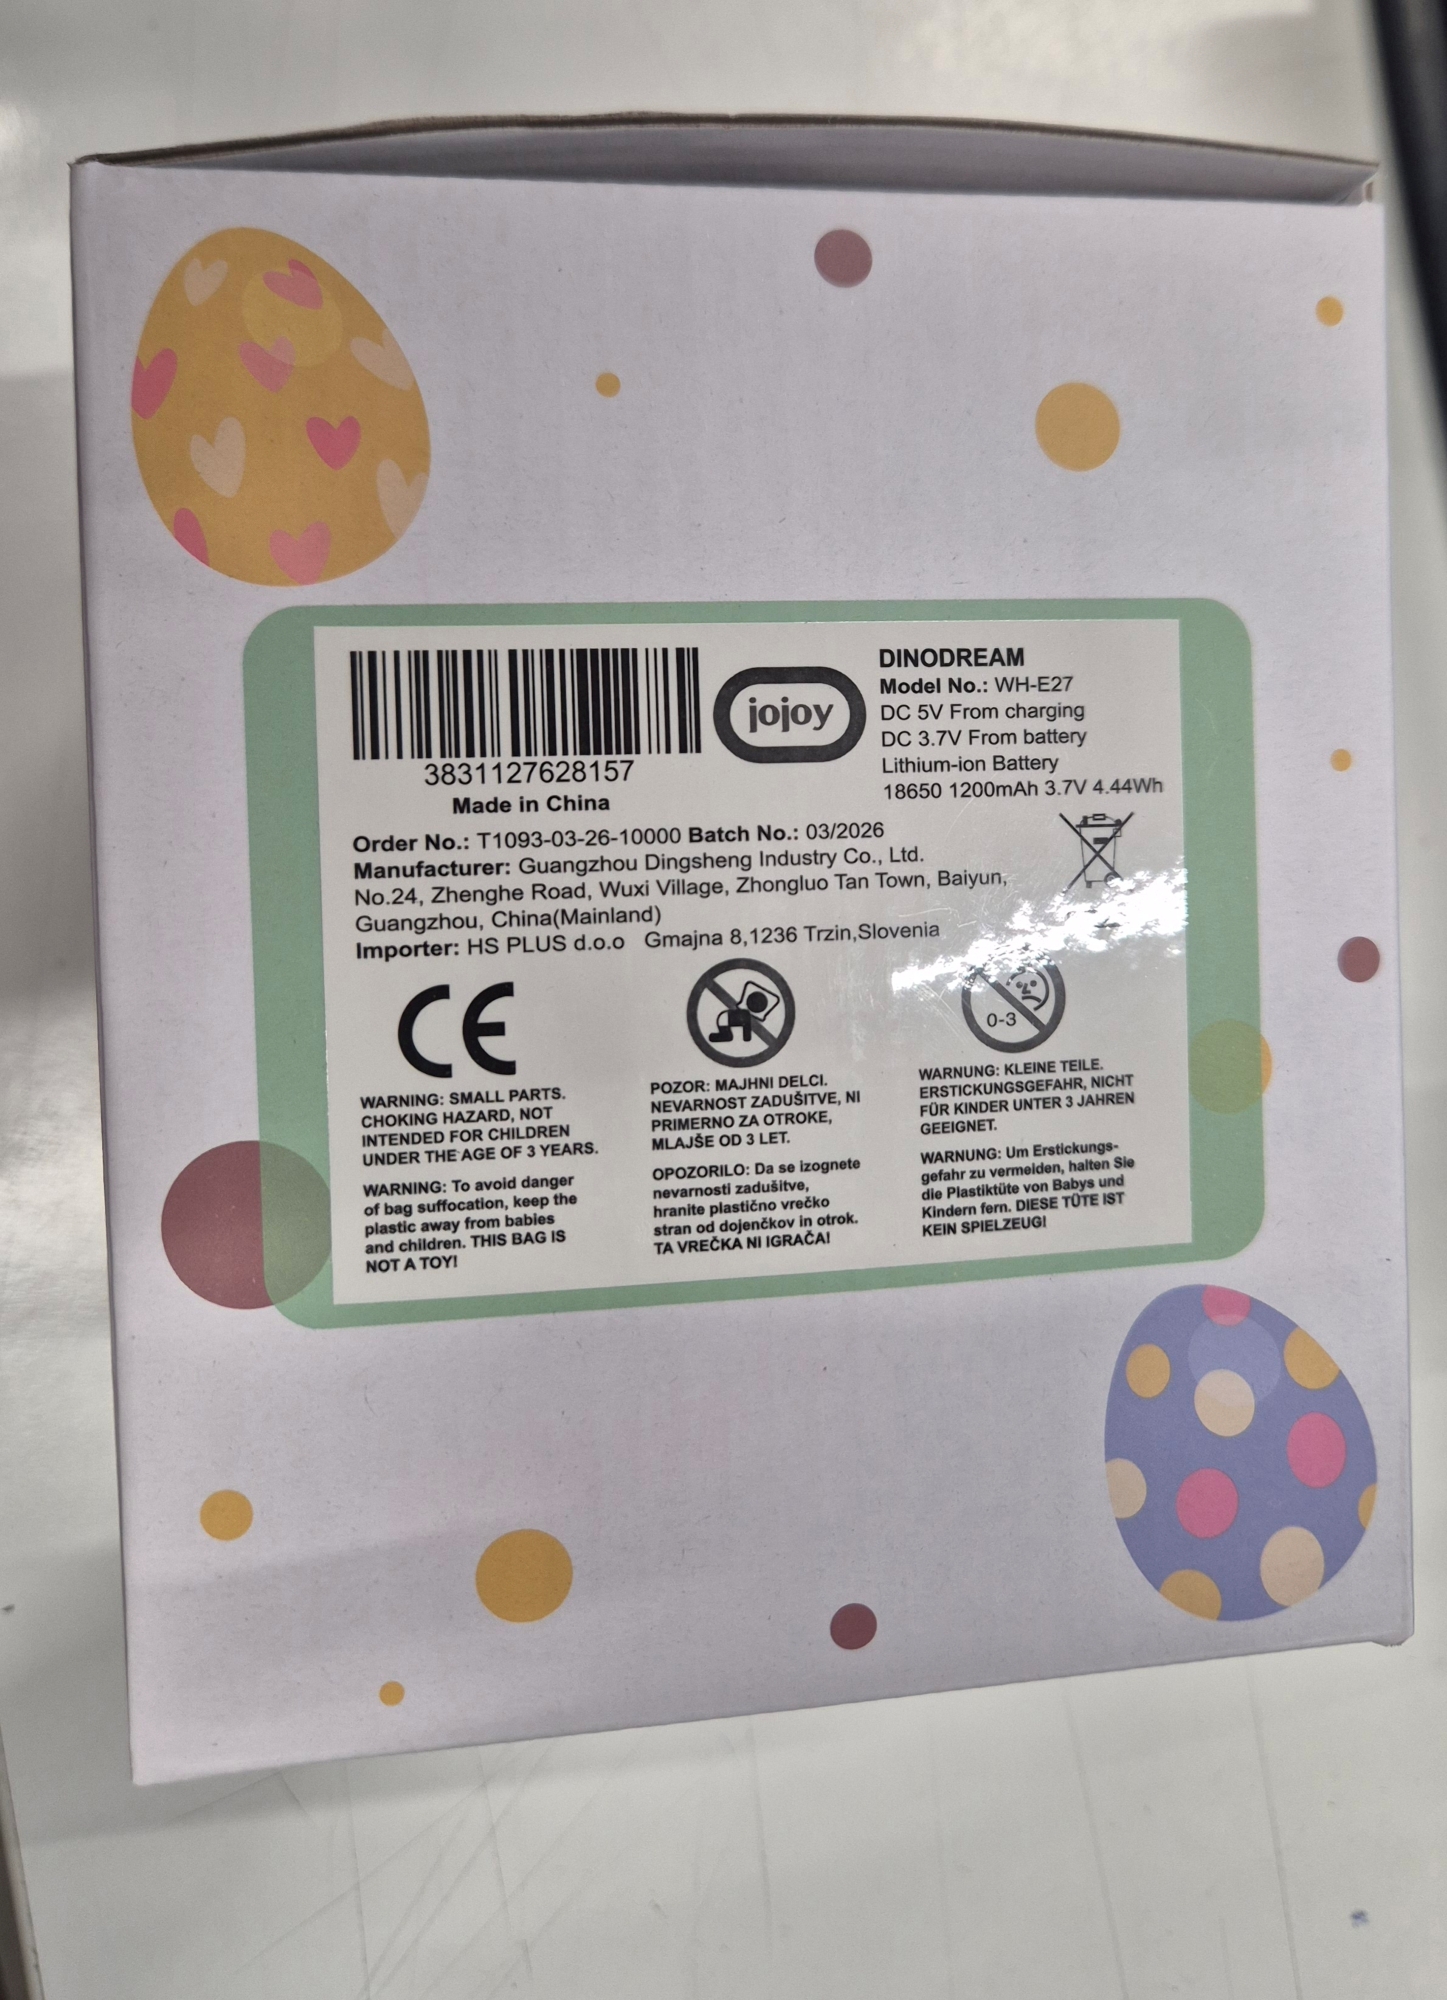 3831127628157
Made in China
jojoy
DINODREAM
Model No.: WH-E27
DC 5V From charging
DC 3.7V From battery
Lithium-ion Battery
18650 1200mAh 3.7V 4.44Wh
Order No.: T1093-03-26-10000 Batch No.: 03/2026
Manufacturer: Guangzhou Dingsheng Industry Co., Ltd.
No.24, Zhenghe Road, Wuxi Village, Zhongluo Tan Town, Baiyun,
Guangzhou, China(Mainland)
Importer: HS PLUS d.o.o Gmajna 8,1236 Trzin,Slovenia
CE
WARNING: SMALL PARTS.
CHOKING HAZARD, NOT
INTENDED FOR CHILDREN
UNDER THE AGE OF 3 YEARS.
WARNING: To avoid danger
of bag suffocation, keep the
plastic away from babies
and children. THIS BAG IS
NOT A TOY!
POZOR: MAJHNI DELCI.
NEVARNOST ZADUŠITVE, NI
PRIMERNO ZA OTROKE,
MLAJŠE OD 3 LET.
OPOZORILO: Da se izognete
nevarnosti zadušitve,
hranite plastično vrečko
stran od dojenčkov in otrok.
TA VREČKA NI IGRAČA!
0-3
WARNUNG: KLEINE TEILE.
ERSTICKUNGSGEFAHR, NICHT
FÜR KINDER UNTER 3 JAHREN
GEEIGNET.
WARNUNG: Um Erstickungs-
gefahr zu vermeiden, halten Sie
die Plastiktüte von Babys und
Kindern fern. DIESE TÜTE IST
KEIN SPIELZEUG!